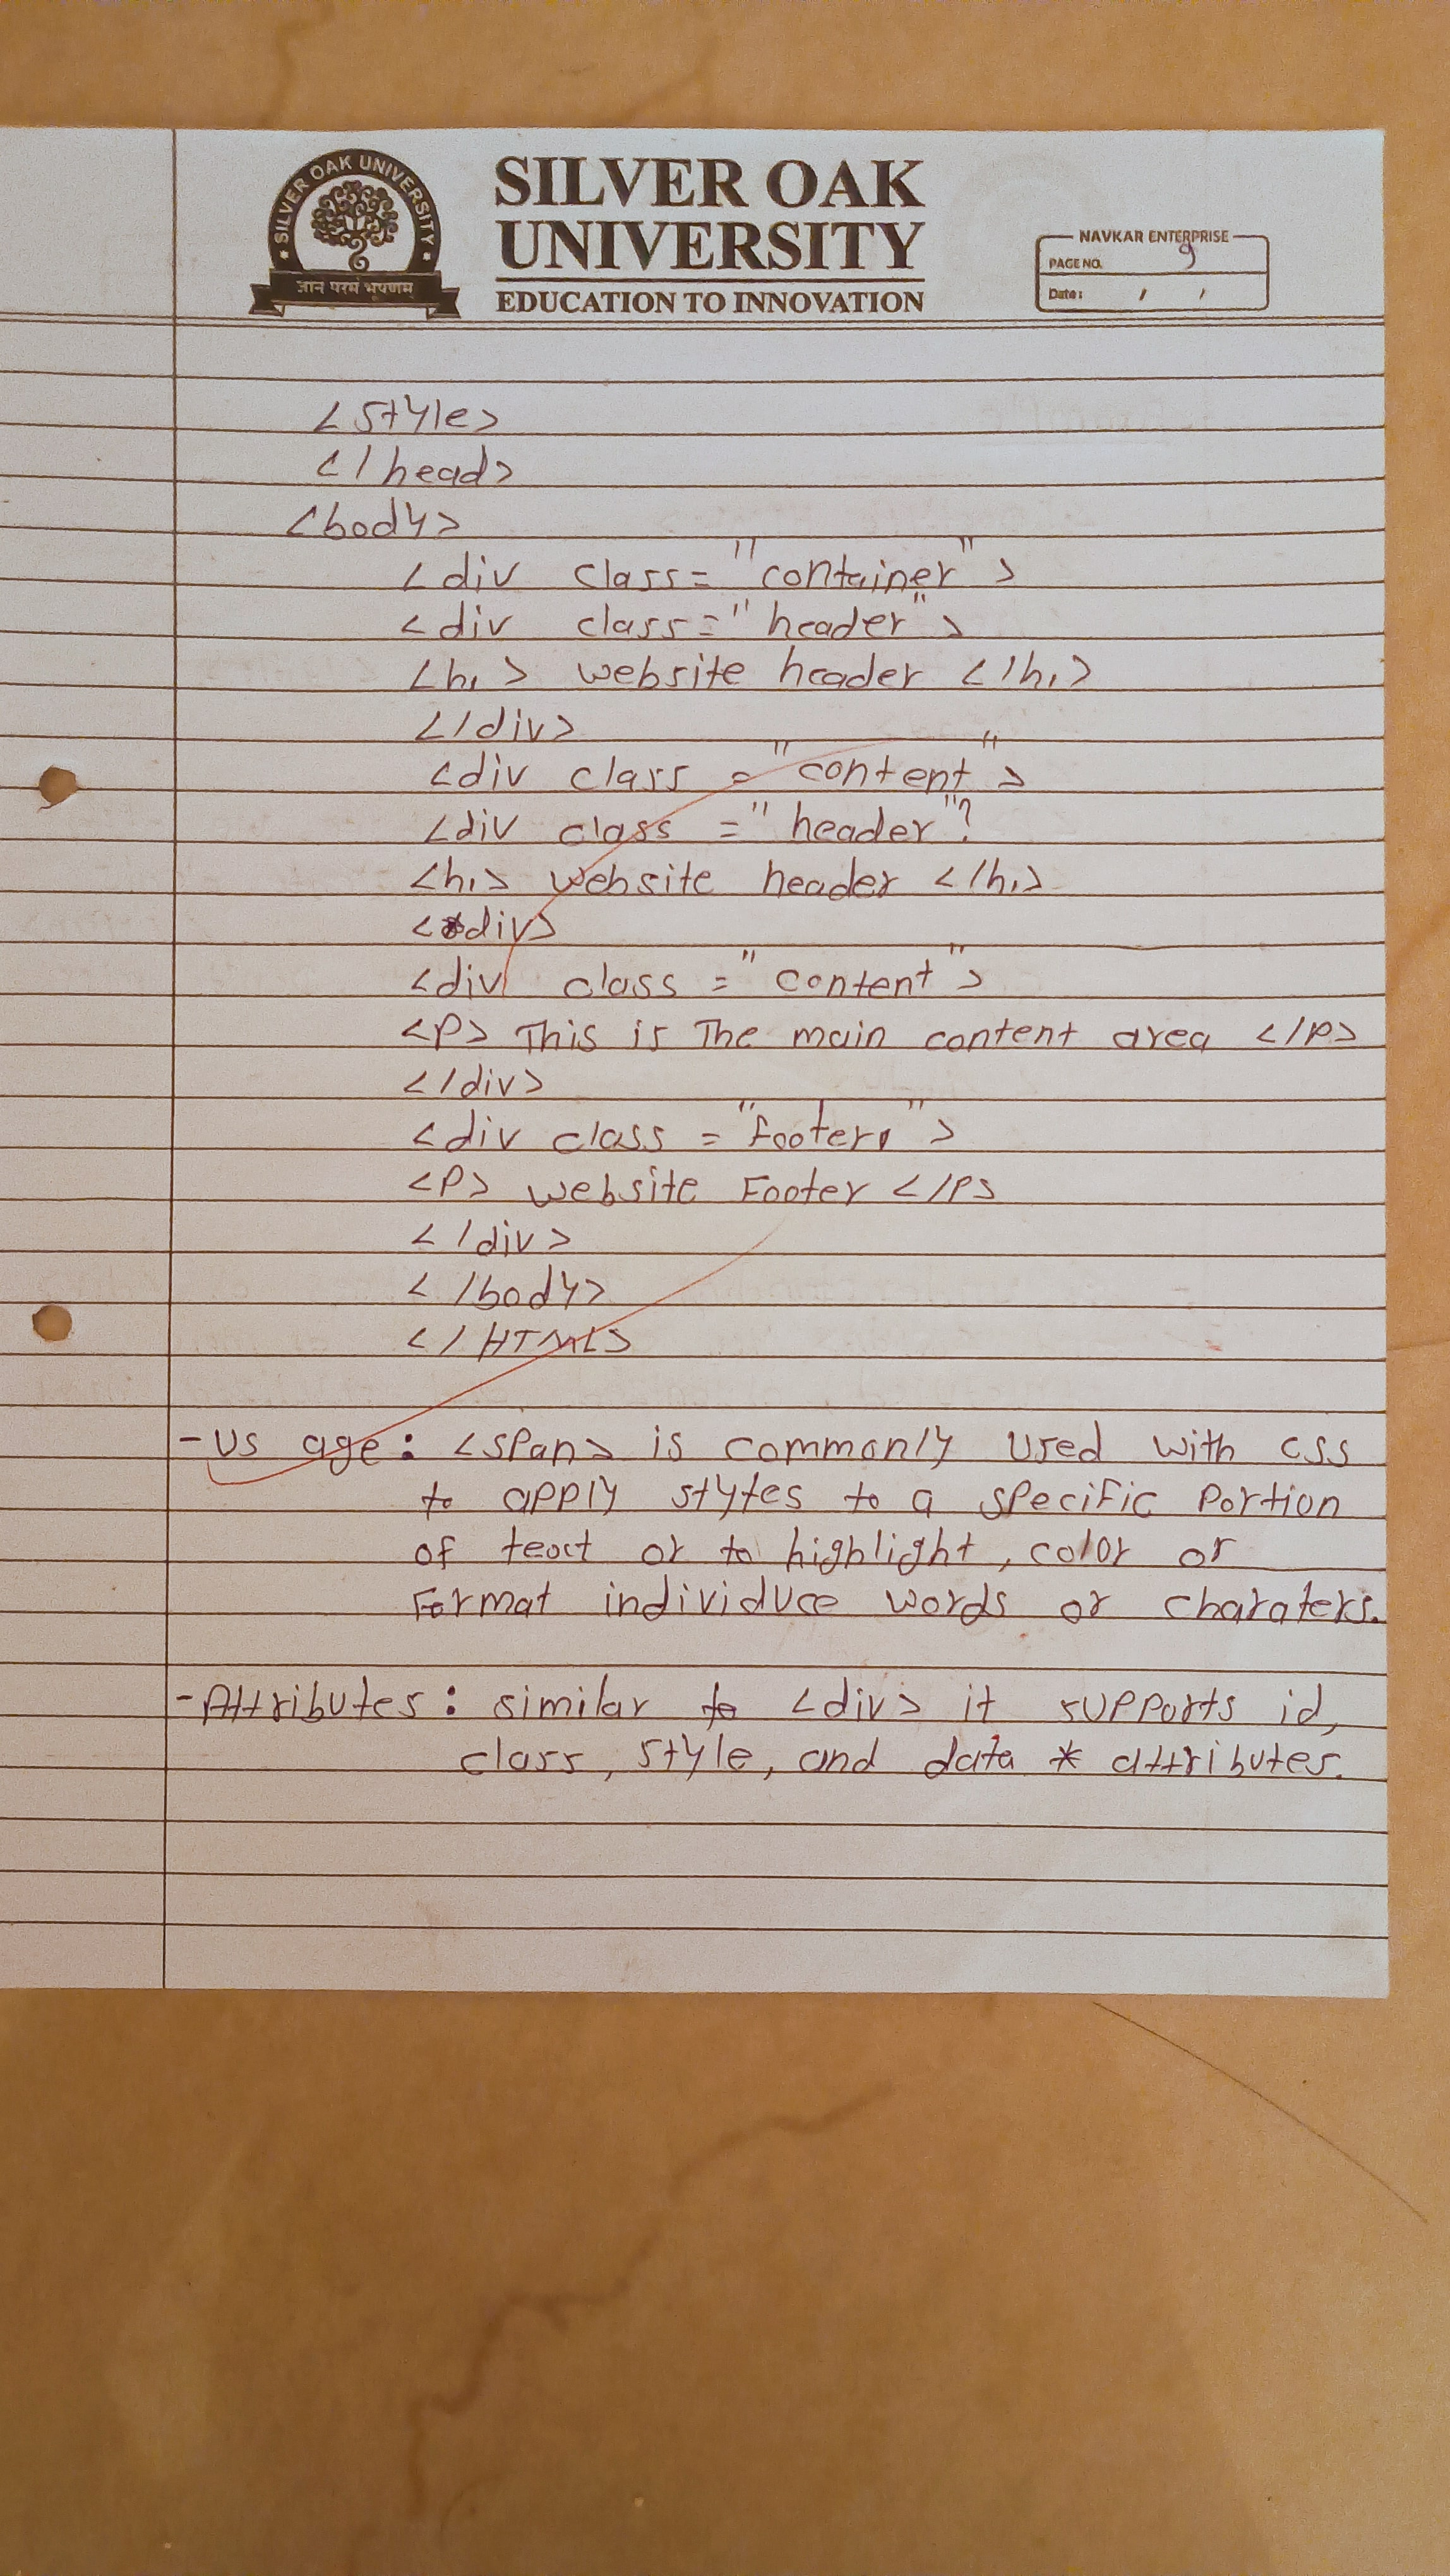 SILVER OAK UNIVERSITY
ज्ञानं परमं भूषणम्
SILVER OAK
UNIVERSITY
EDUCATION TO INNOVATION
NAVKAR ENTERPRISE
PAGE NO. 9
Date: / /
<style>
</head>
<body>
<div class="container">
<div class="header">
<h1> website header </h1>
</div>
<div class = "content">
<div class = "header"?
<h1> website header </h1>
<div>
<div class = "content">
<p> This is The main content area </p>
</div>
<div class = "footer">
<p> website Footer </p>
</div>
</body>
</HTML>
- Us age: <span> is commonly used with css
to apply stytes to a specific portion
of teoct or to highlight, color or
Format individuce words or charaters.
- Attributes: similar to <div> it supports id,
class, style, and data * attributes.